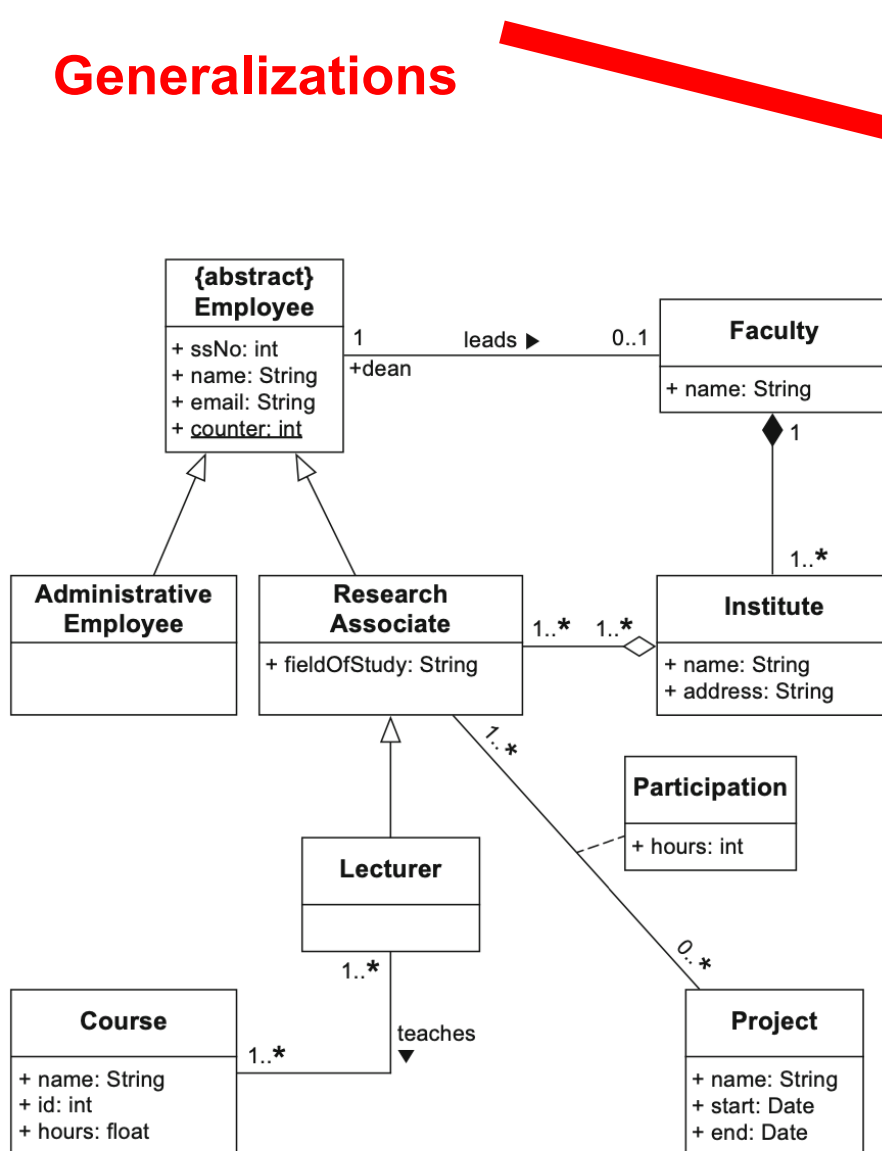 Generalizations
{abstract}
Employee
+ ssNo: int
+ name: String
+ email: String
+ counter: int
1
+dean
leads ▶
0..1
Faculty
+ name: String
1
1..*
Administrative
Employee
Research
Associate
+ fieldOfStudy: String
1..*
1..*
Institute
+ name: String
+ address: String
1..*
Participation
+ hours: int
Lecturer
1..*
0..*
teaches
▼
1..*
Course
+ name: String
+ id: int
+ hours: float
Project
+ name: String
+ start: Date
+ end: Date